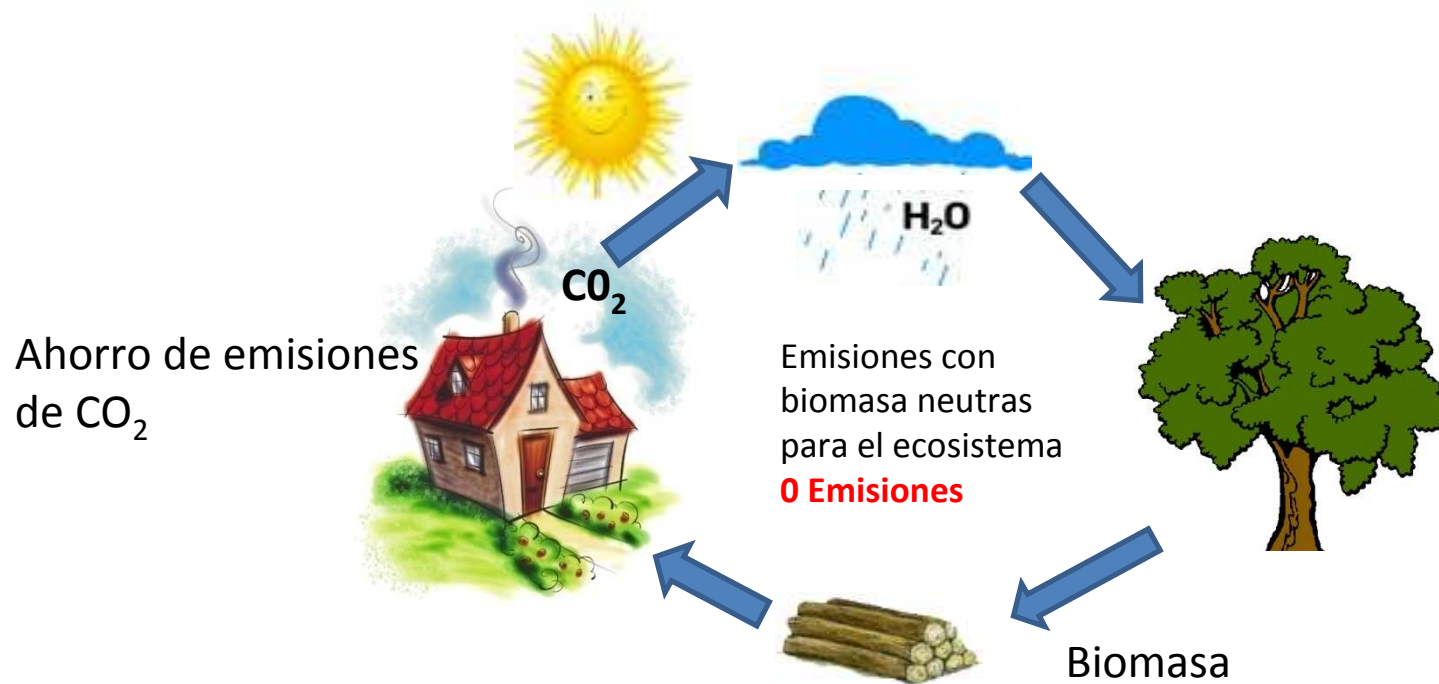 H₂O
C0₂
Ahorro de emisiones
de CO₂
Emisiones con
biomasa neutras
para el ecosistema
0 Emisiones
Biomasa